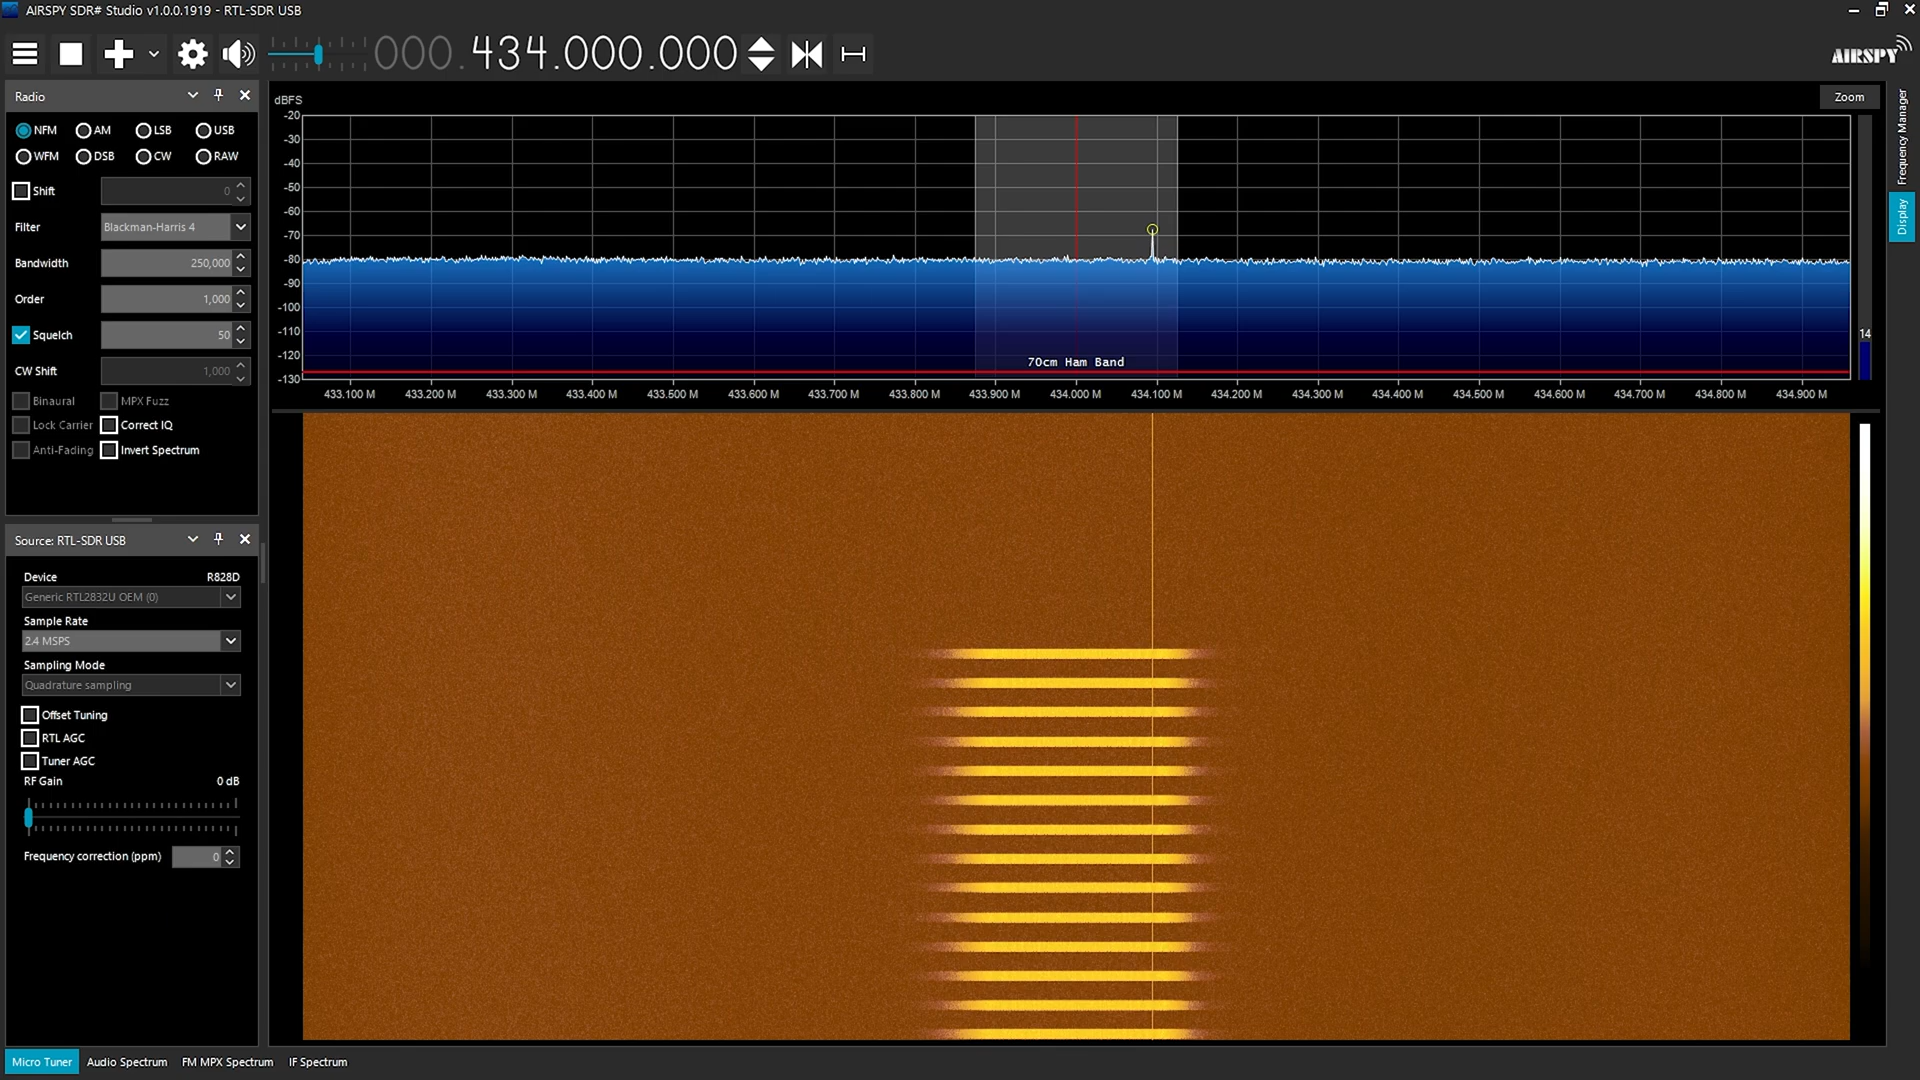 AIRSPY SDR# Studio v1.0.0.1919 - RTL-SDR USB
000.434.000.000
AIRSPY
Radio
NFM AM LSB USB
WFM DSB CW RAW
Shift 0
Filter Blackman-Harris 4
Bandwidth 250,000
Order 1,000
Squelch 50
CW Shift 1,000
Binaural MPX Fuzz
Lock Carrier Correct IQ
Anti-Fading Invert Spectrum
Source: RTL-SDR USB
Device R828D
Generic RTL2832U OEM (0)
Sample Rate
2.4 MSPS
Sampling Mode
Quadrature sampling
Offset Tuning
RTL AGC
Tuner AGC
RF Gain 0 dB
Frequency correction (ppm) 0
dBFS
Zoom
-20
-30
-40
-50
-60
-70
-80
-90
-100
-110
-120
-130
14
70cm Ham Band
433.100 M 433.200 M 433.300 M 433.400 M 433.500 M 433.600 M 433.700 M 433.800 M 433.900 M 434.000 M 434.100 M 434.200 M 434.300 M 434.400 M 434.500 M 434.600 M 434.700 M 434.800 M 434.900 M
Frequency Manager
Display
Micro Tuner Audio Spectrum FM MPX Spectrum IF Spectrum